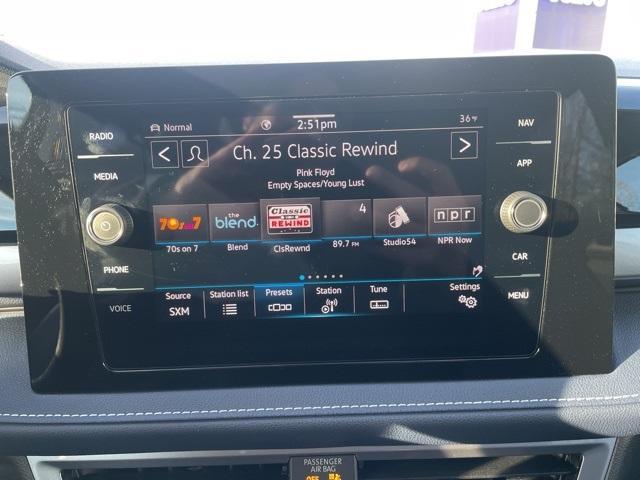 Normal
2:51pm
36°F
RADIO
MEDIA
PHONE
VOICE
NAV
APP
CAR
MENU
Ch. 25 Classic Rewind
Pink Floyd
Empty Spaces/Young Lust
70s on 7
the blend
Classic
REWIND
4
npr
70s on 7
Blend
ClsRewnd
89.7 FM
Studio54
NPR Now
Source
SXM
Station list
Presets
Station
Tune
Settings
PASSENGER
AIR BAG
OFF